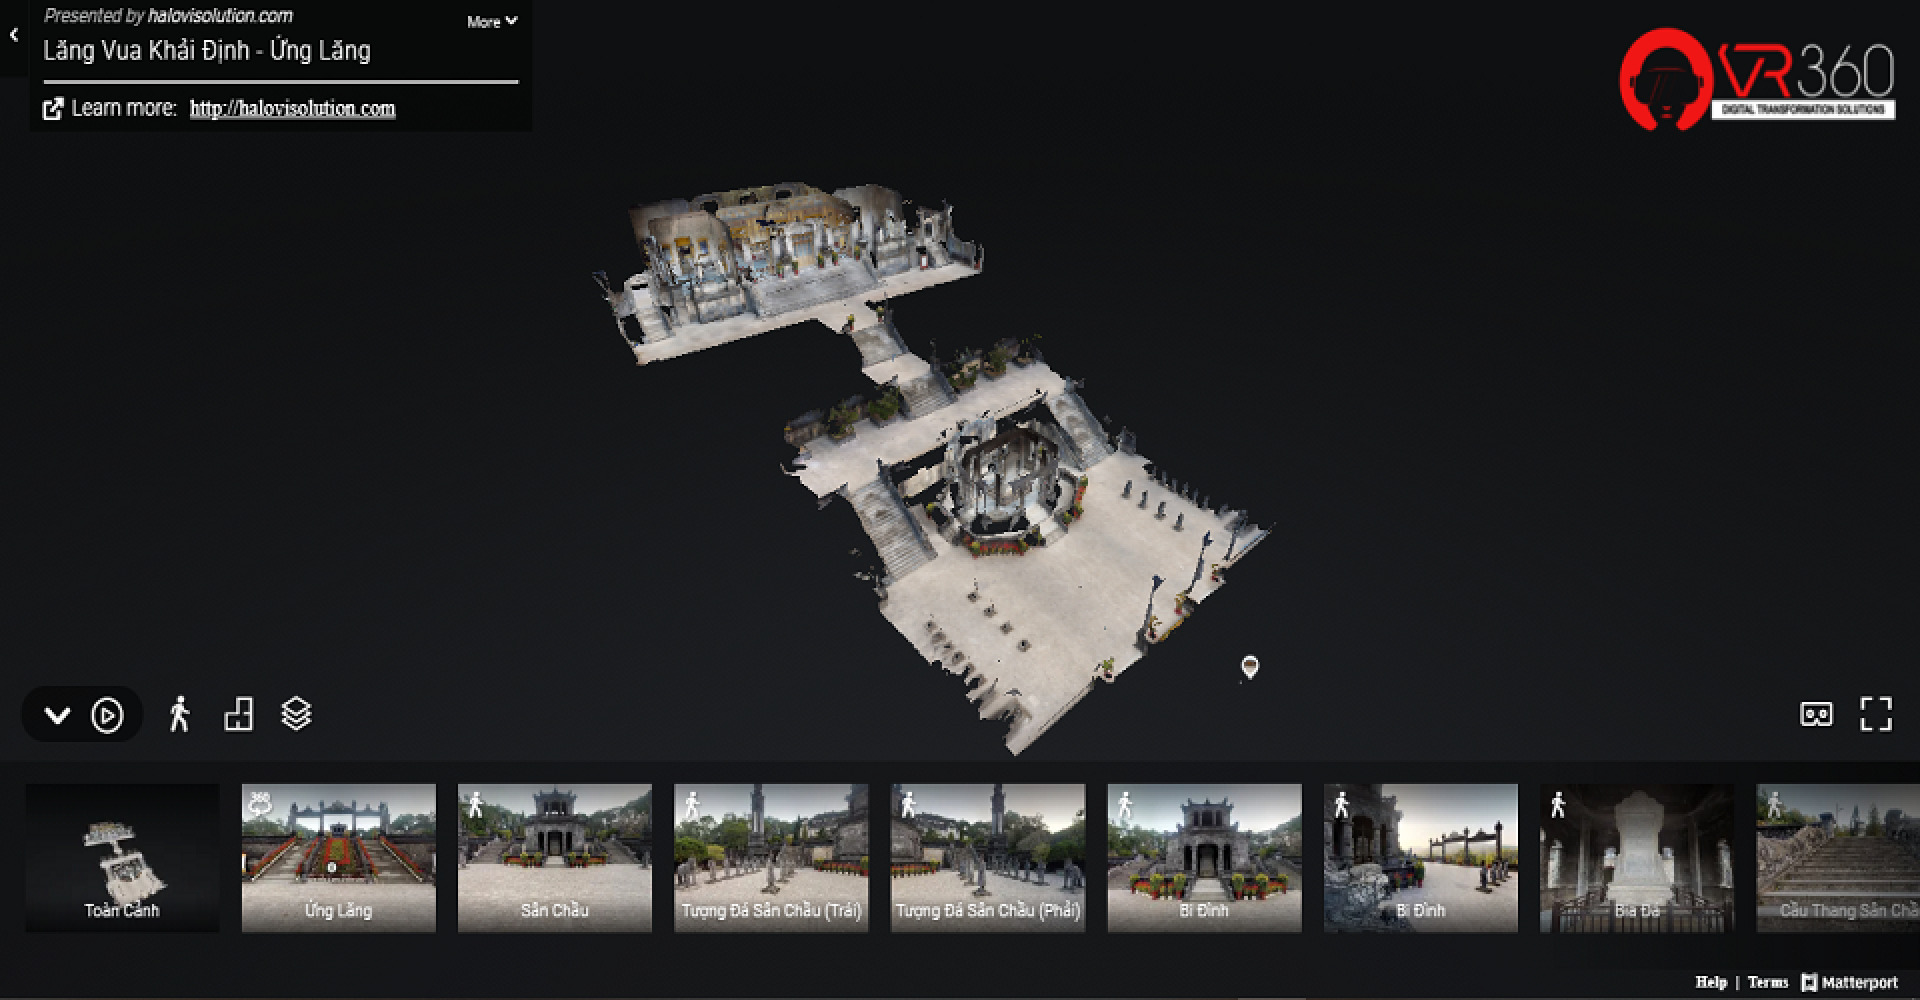 Presented by halovisolution.com
More
Lăng Vua Khải Định - Ứng Lăng
Learn more: http://halovisolution.com
VR360
DIGITAL TRANSFORMATION SOLUTIONS
360
Toàn Cảnh
Ứng Lăng
Sân Chầu
Tượng Đá Sân Chầu (Trái)
Tượng Đá Sân Chầu (Phải)
Bi Đình
Bi Đình
Bia Đá
Cầu Thang Sân Chầ
Help | Terms Matterport